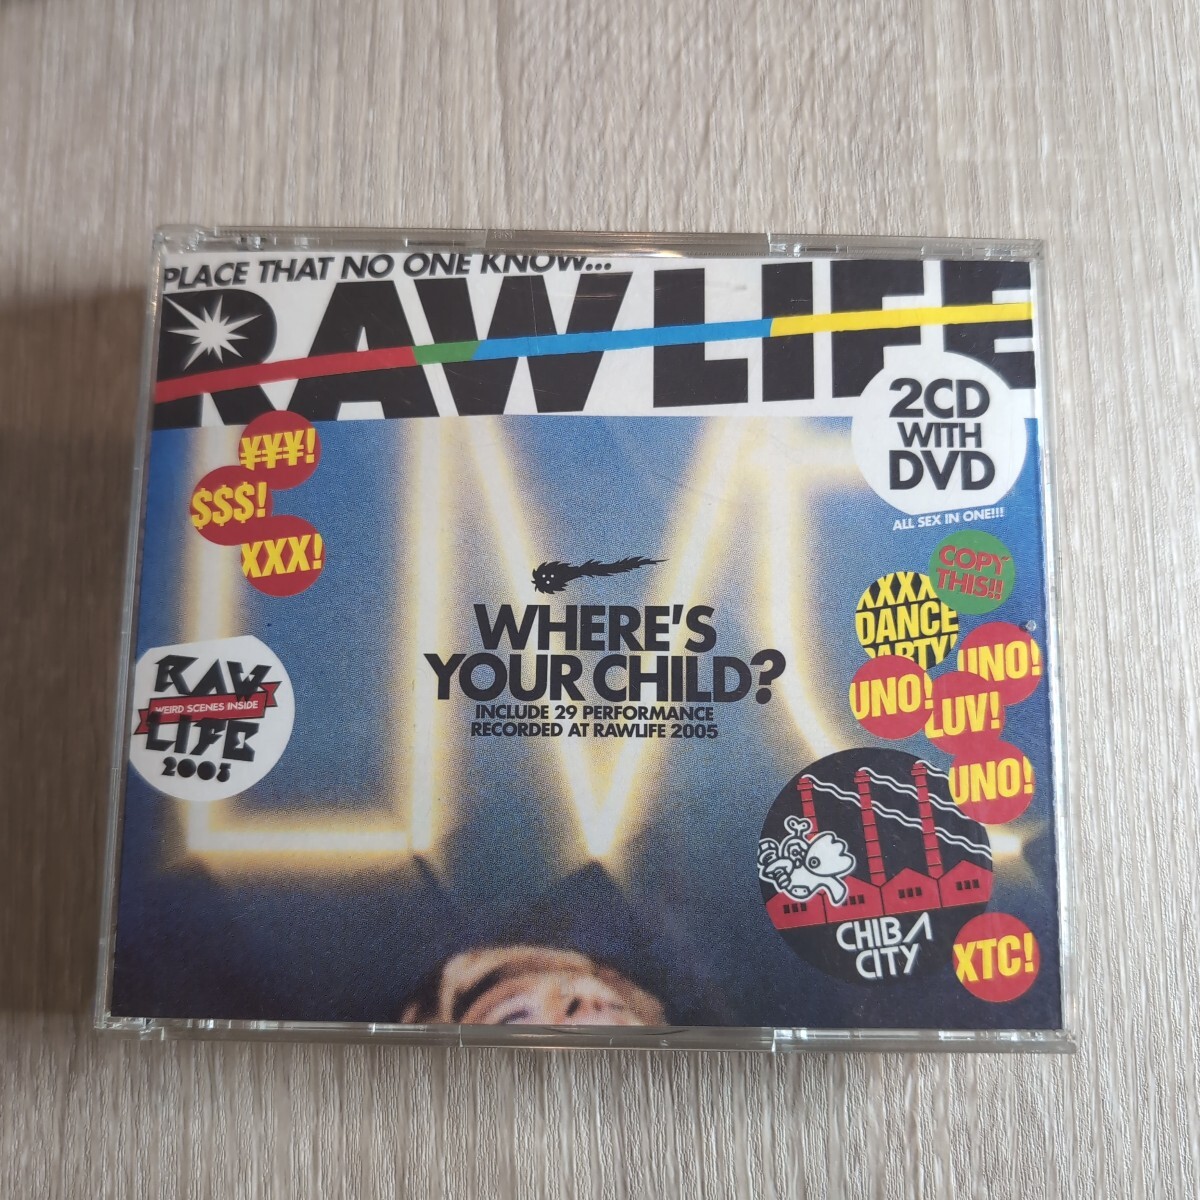 PLACE THAT NO ONE KNOW...
RAW LIFE
2CD
WITH
DVD
ALL SEX IN ONE!!!
¥¥¥!
$$$!
XXX!
COPY
THIS!!
XXXX
DANCE
PARTY!
UNO!
UNO!
LUV!
UNO!
WHERE'S
YOUR CHILD?
INCLUDE 29 PERFORMANCE
RECORDED AT RAWLIFE 2005
RAW
WEIRD SCENES INSIDE
LIFE
2005
CHIBA
CITY
XTC!